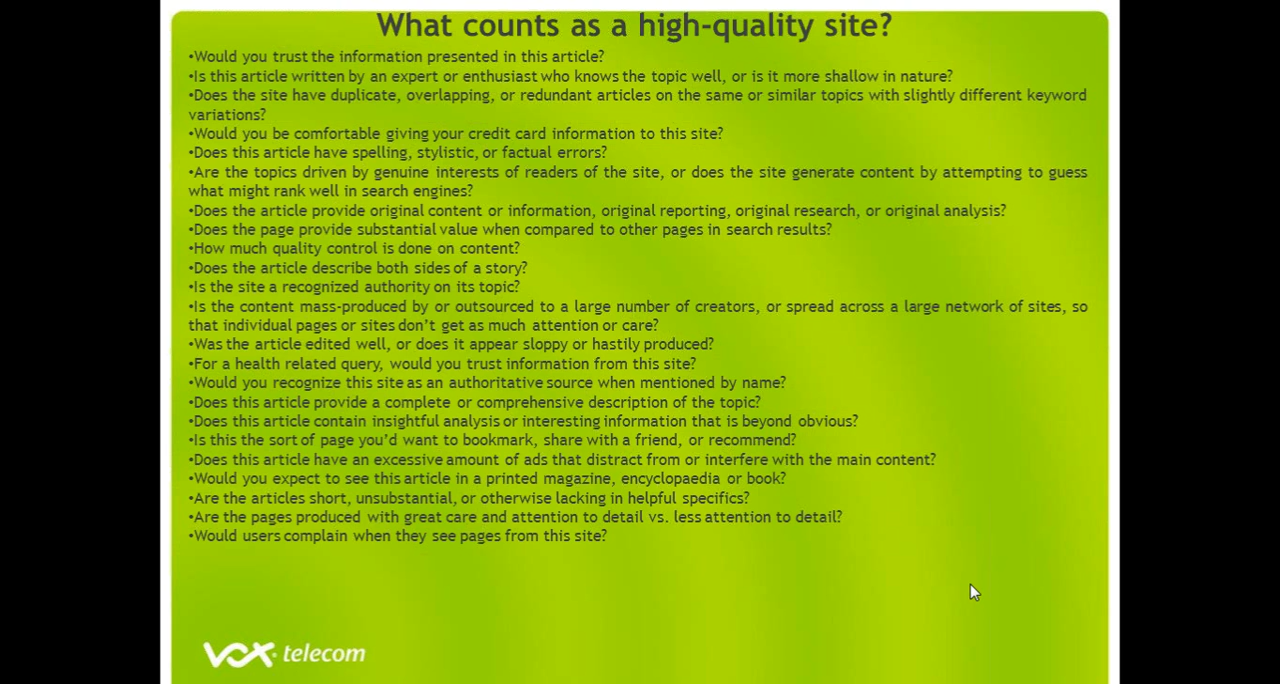 What counts as a high-quality site?
•Would you trust the information presented in this article?
•Is this article written by an expert or enthusiast who knows the topic well, or is it more shallow in nature?
•Does the site have duplicate, overlapping, or redundant articles on the same or similar topics with slightly different keyword
variations?
•Would you be comfortable giving your credit card information to this site?
•Does this article have spelling, stylistic, or factual errors?
•Are the topics driven by genuine interests of readers of the site, or does the site generate content by attempting to guess
what might rank well in search engines?
•Does the article provide original content or information, original reporting, original research, or original analysis?
•Does the page provide substantial value when compared to other pages in search results?
•How much quality control is done on content?
•Does the article describe both sides of a story?
•Is the site a recognized authority on its topic?
•Is the content mass-produced by or outsourced to a large number of creators, or spread across a large network of sites, so
that individual pages or sites don’t get as much attention or care?
•Was the article edited well, or does it appear sloppy or hastily produced?
•For a health related query, would you trust information from this site?
•Would you recognize this site as an authoritative source when mentioned by name?
•Does this article provide a complete or comprehensive description of the topic?
•Does this article contain insightful analysis or interesting information that is beyond obvious?
•Is this the sort of page you’d want to bookmark, share with a friend, or recommend?
•Does this article have an excessive amount of ads that distract from or interfere with the main content?
•Would you expect to see this article in a printed magazine, encyclopaedia or book?
•Are the articles short, unsubstantial, or otherwise lacking in helpful specifics?
•Are the pages produced with great care and attention to detail vs. less attention to detail?
•Would users complain when they see pages from this site?
vox telecom